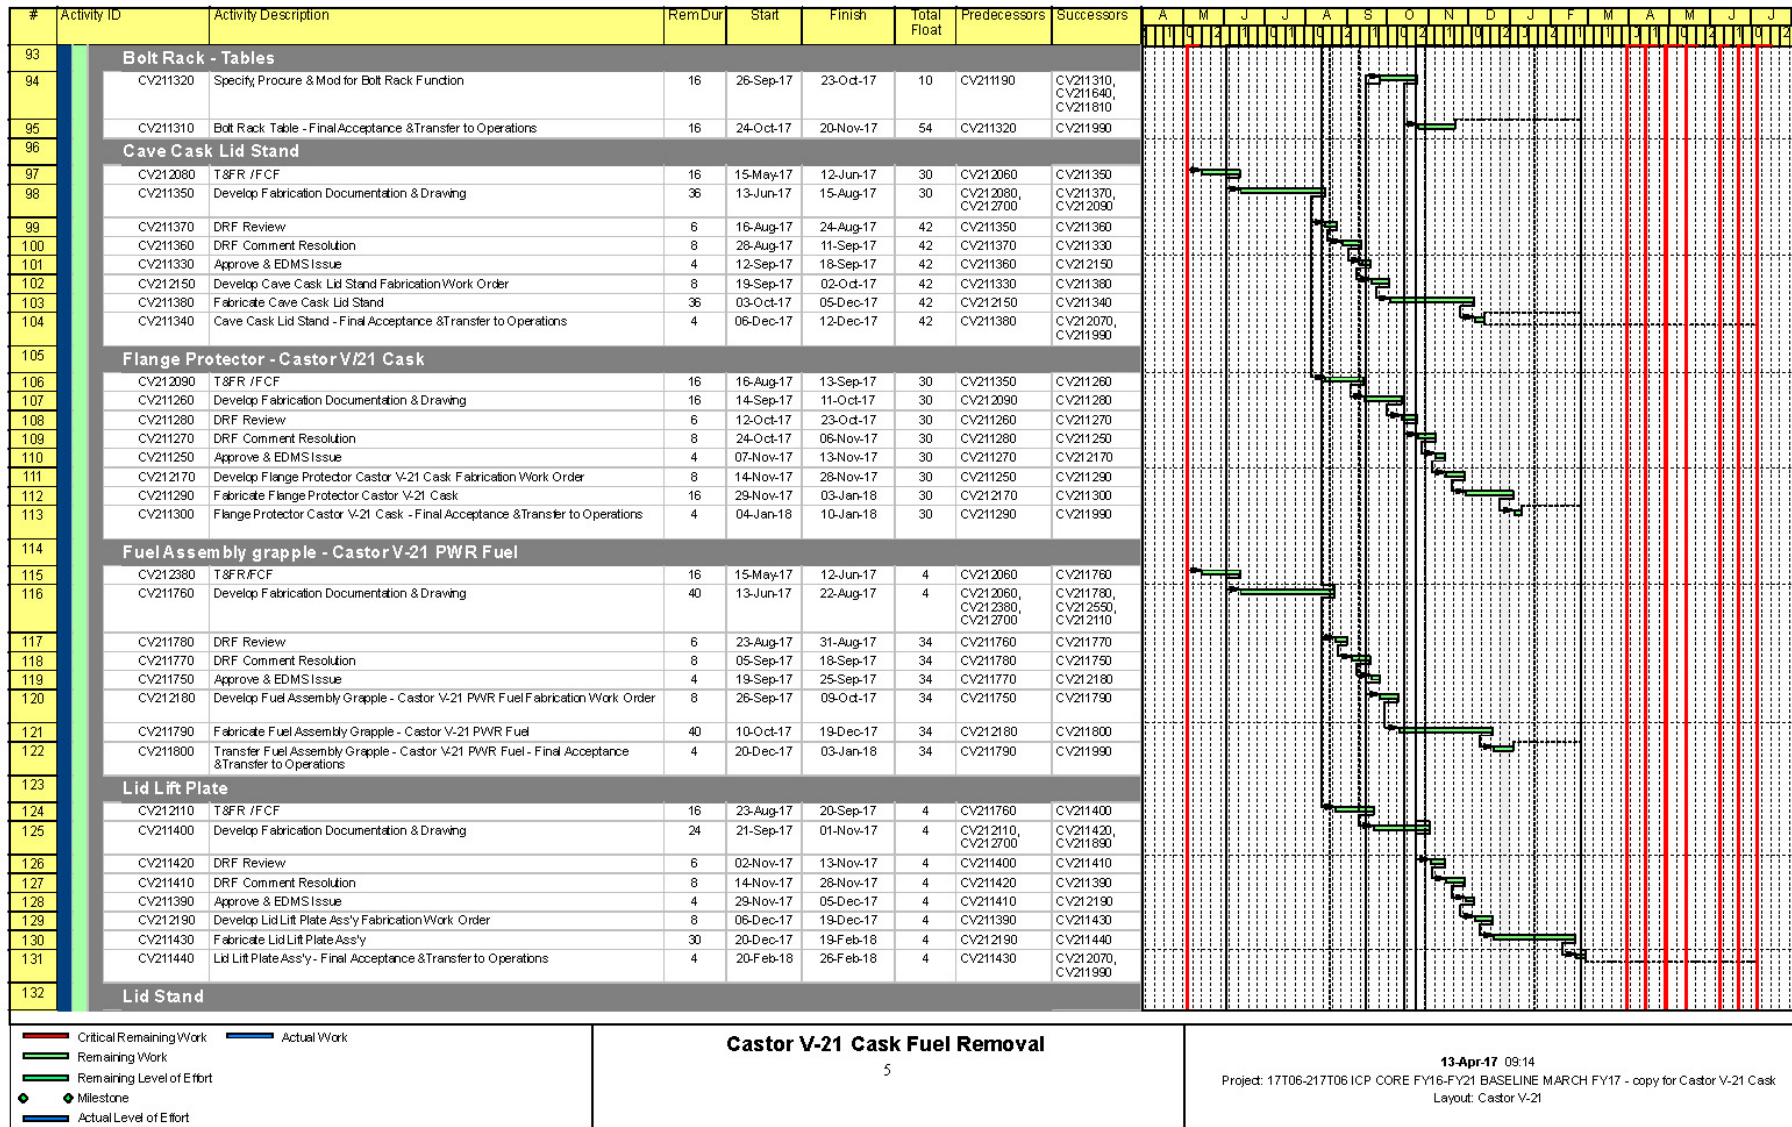 # Activity ID Activity Description RemDur Start Finish Total Float Predecessors Successors A M J J A S O N D J F M A M J J
93 Bolt Rack - Tables
94 CV211320 Specify, Procure & Mod for Bolt Rack Function 16 26-Sep-17 23-Oct-17 10 CV211190 CV211310, CV211640, CV211810
95 CV211310 Bolt Rack Table - Final Acceptance & Transfer to Operations 16 24-Oct-17 20-Nov-17 54 CV211320 CV211990
96 Cave Cask Lid Stand
97 CV212080 T&FR / FCF 16 15-May-17 12-Jun-17 30 CV212060 CV211350
98 CV211350 Develop Fabrication Documentation & Drawing 36 13-Jun-17 15-Aug-17 30 CV212080, CV212700 CV211370, CV212090
99 CV211370 DRF Review 6 16-Aug-17 24-Aug-17 42 CV211350 CV211360
100 CV211360 DRF Comment Resolution 8 28-Aug-17 11-Sep-17 42 CV211370 CV211330
101 CV211330 Approve & EDMS Issue 4 12-Sep-17 18-Sep-17 42 CV211360 CV212150
102 CV212150 Develop Cave Cask Lid Stand Fabrication Work Order 8 19-Sep-17 02-Oct-17 42 CV211330 CV211380
103 CV211380 Fabricate Cave Cask Lid Stand 36 03-Oct-17 05-Dec-17 42 CV212150 CV211340
104 CV211340 Cave Cask Lid Stand - Final Acceptance & Transfer to Operations 4 06-Dec-17 12-Dec-17 42 CV211380 CV212070, CV211990
105 Flange Protector - Castor V/21 Cask
106 CV212090 T&FR / FCF 16 16-Aug-17 13-Sep-17 30 CV211350 CV211260
107 CV211260 Develop Fabrication Documentation & Drawing 16 14-Sep-17 11-Oct-17 30 CV212090 CV211280
108 CV211280 DRF Review 6 12-Oct-17 23-Oct-17 30 CV211260 CV211270
109 CV211270 DRF Comment Resolution 8 24-Oct-17 06-Nov-17 30 CV211280 CV211250
110 CV211250 Approve & EDMS Issue 4 07-Nov-17 13-Nov-17 30 CV211270 CV212170
111 CV212170 Develop Flange Protector Castor V-21 Cask Fabrication Work Order 8 14-Nov-17 28-Nov-17 30 CV211250 CV211290
112 CV211290 Fabricate Flange Protector Castor V-21 Cask 16 29-Nov-17 03-Jan-18 30 CV212170 CV211300
113 CV211300 Flange Protector Castor V-21 Cask - Final Acceptance & Transfer to Operations 4 04-Jan-18 10-Jan-18 30 CV211290 CV211990
114 Fuel Assembly grapple - Castor V-21 PWR Fuel
115 CV212380 T&FR/FCF 16 15-May-17 12-Jun-17 4 CV212060 CV211760
116 CV211760 Develop Fabrication Documentation & Drawing 40 13-Jun-17 22-Aug-17 4 CV212060, CV212380, CV212700 CV211780, CV212550, CV212110
117 CV211780 DRF Review 6 23-Aug-17 31-Aug-17 34 CV211760 CV211770
118 CV211770 DRF Comment Resolution 8 05-Sep-17 18-Sep-17 34 CV211780 CV211750
119 CV211750 Approve & EDMS Issue 4 19-Sep-17 25-Sep-17 34 CV211770 CV212180
120 CV212180 Develop Fuel Assembly Grapple - Castor V-21 PWR Fuel Fabrication Work Order 8 26-Sep-17 09-Oct-17 34 CV211750 CV211790
121 CV211790 Fabricate Fuel Assembly Grapple - Castor V-21 PWR Fuel 40 10-Oct-17 19-Dec-17 34 CV212180 CV211800
122 CV211800 Transfer Fuel Assembly Grapple - Castor V-21 PWR Fuel - Final Acceptance & Transfer to Operations 4 20-Dec-17 03-Jan-18 34 CV211790 CV211990
123 Lid Lift Plate
124 CV212110 T&FR / FCF 16 23-Aug-17 20-Sep-17 4 CV211760 CV211400
125 CV211400 Develop Fabrication Documentation & Drawing 24 21-Sep-17 01-Nov-17 4 CV212110, CV212700 CV211420, CV211890
126 CV211420 DRF Review 6 02-Nov-17 13-Nov-17 4 CV211400 CV211410
127 CV211410 DRF Comment Resolution 8 14-Nov-17 28-Nov-17 4 CV211420 CV211390
128 CV211390 Approve & EDMS Issue 4 29-Nov-17 05-Dec-17 4 CV211410 CV212190
129 CV212190 Develop Lid Lift Plate Ass'y Fabrication Work Order 8 06-Dec-17 19-Dec-17 4 CV211390 CV211430
130 CV211430 Fabricate Lid Lift Plate Ass'y 30 20-Dec-17 19-Feb-18 4 CV212190 CV211440
131 CV211440 Lid Lift Plate Ass'y - Final Acceptance & Transfer to Operations 4 20-Feb-18 26-Feb-18 4 CV211430 CV212070, CV211990
132 Lid Stand
Critical Remaining Work Actual Work
Remaining Work
Remaining Level of Effort
Milestone
Actual Level of Effort
Castor V-21 Cask Fuel Removal
5
13-Apr-17 09:14
Project: 17T06-217T06 ICP CORE FY16-FY21 BASELINE MARCH FY17 - copy for Castor V-21 Cask
Layout: Castor V-21